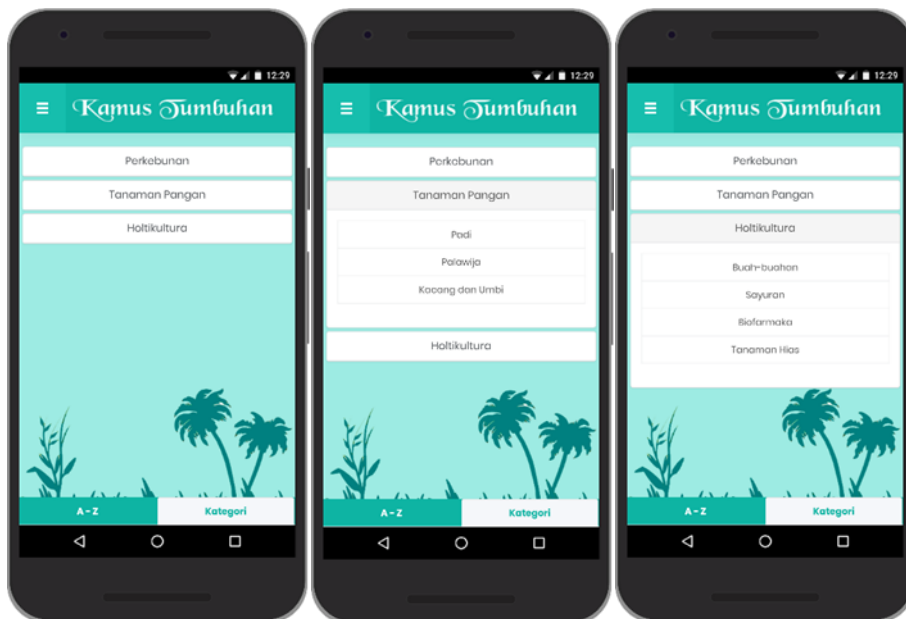 12:29
Kamus Tumbuhan
Perkebunan
Tanaman Pangan
Holtikultura
A - Z
Kategori
12:29
Kamus Tumbuhan
Perkebunan
Tanaman Pangan
Padi
Palawija
Kacang dan Umbi
Holtikultura
A - Z
Kategori
12:29
Kamus Tumbuhan
Perkebunan
Tanaman Pangan
Holtikultura
Buah-buahan
Sayuran
Biofarmaka
Tanaman Hias
A - Z
Kategori